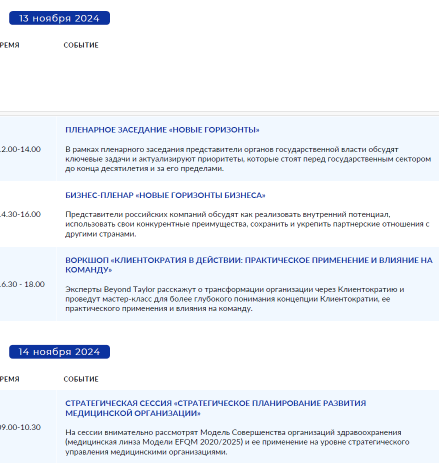 13 ноября 2024
РЕМЯ СОБЫТИЕ
ПЛЕНАРНОЕ ЗАСЕДАНИЕ «НОВЫЕ ГОРИЗОНТЫ»
2.00-14.00
В рамках пленарного заседания представители органов государственной власти обсудят
ключевые задачи и актуализируют приоритеты, которые стоят перед государственным сектором
до конца десятилетия и за его пределами.
БИЗНЕС-ПЛЕНАР «НОВЫЕ ГОРИЗОНТЫ БИЗНЕСА»
4.30-16.00
Представители российских компаний обсудят как реализовать внутренний потенциал,
использовать свои конкурентные преимущества, сохранить и укрепить партнерские отношения с
другими странами.
ВОРКШОП «КЛИЕНТОКРАТИЯ В ДЕЙСТВИИ: ПРАКТИЧЕСКОЕ ПРИМЕНЕНИЕ И ВЛИЯНИЕ НА
КОМАНДУ»
6.30 - 18.00
Эксперты Beyond Taylor расскажут о трансформации организации через Клиентократию и
проведут мастер-класс для более глубокого понимания концепции Клиентократии, ее
практического применения и влияния на команду.
14 ноября 2024
РЕМЯ СОБЫТИЕ
СТРАТЕГИЧЕСКАЯ СЕССИЯ «СТРАТЕГИЧЕСКОЕ ПЛАНИРОВАНИЕ РАЗВИТИЯ
МЕДИЦИНСКОЙ ОРГАНИЗАЦИИ»
09.00-10.30
На сессии внимательно рассмотрят Модель Совершенства организаций здравоохранения
(медицинская линза Модели EFQM 2020/2025) и ее применение на уровне стратегического
управления медицинскими организациями.